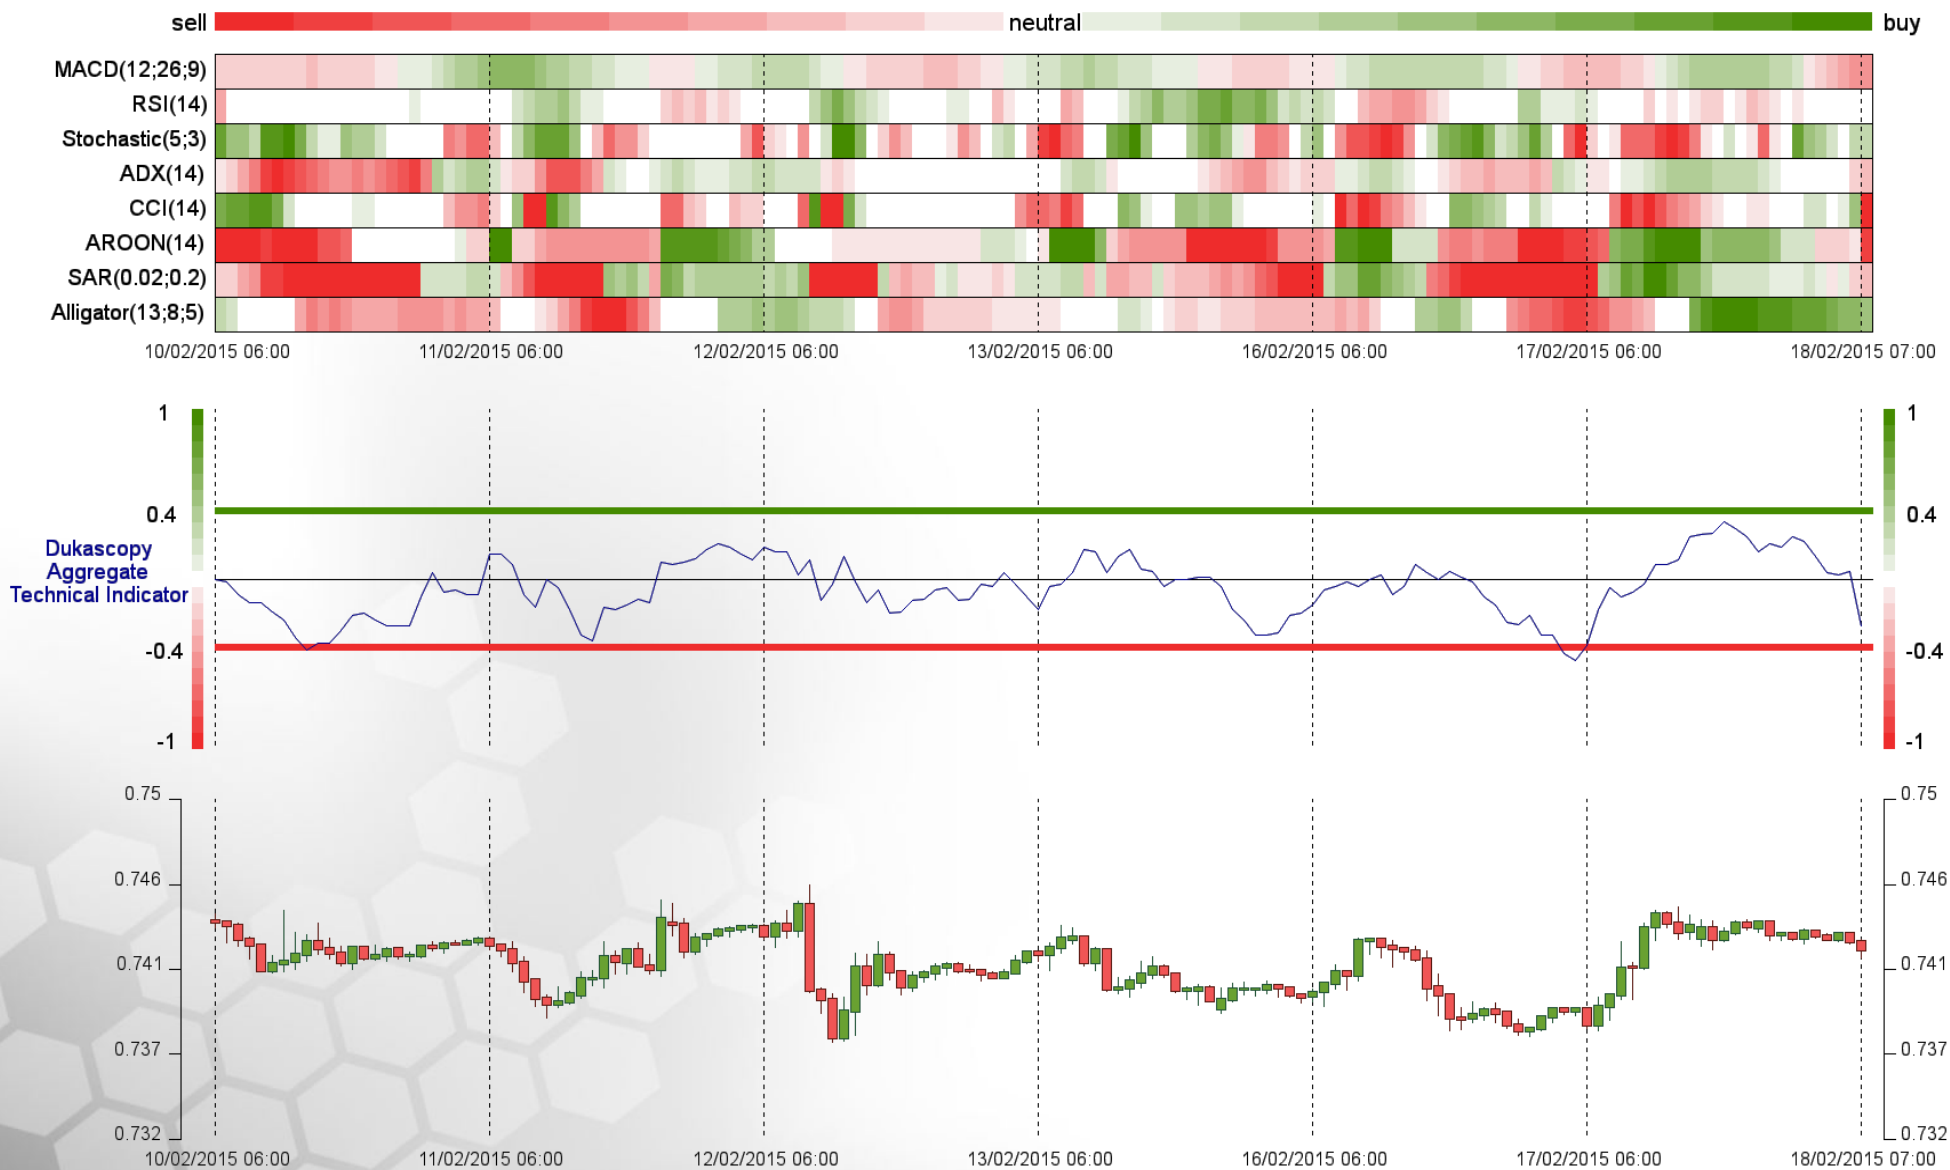 sell neutral buy
MACD(12;26;9)
RSI(14)
Stochastic(5;3)
ADX(14)
CCI(14)
AROON(14)
SAR(0.02;0.2)
Alligator(13;8;5)
10/02/2015 06:00 11/02/2015 06:00 12/02/2015 06:00 13/02/2015 06:00 16/02/2015 06:00 17/02/2015 06:00 18/02/2015 07:00
1 1
0.4 0.4
Dukascopy
Aggregate
Technical Indicator
-0.4 -0.4
-1 -1
0.75 0.75
0.746 0.746
0.741 0.741
0.737 0.737
0.732 0.732
10/02/2015 06:00 11/02/2015 06:00 12/02/2015 06:00 13/02/2015 06:00 16/02/2015 06:00 17/02/2015 06:00 18/02/2015 07:00